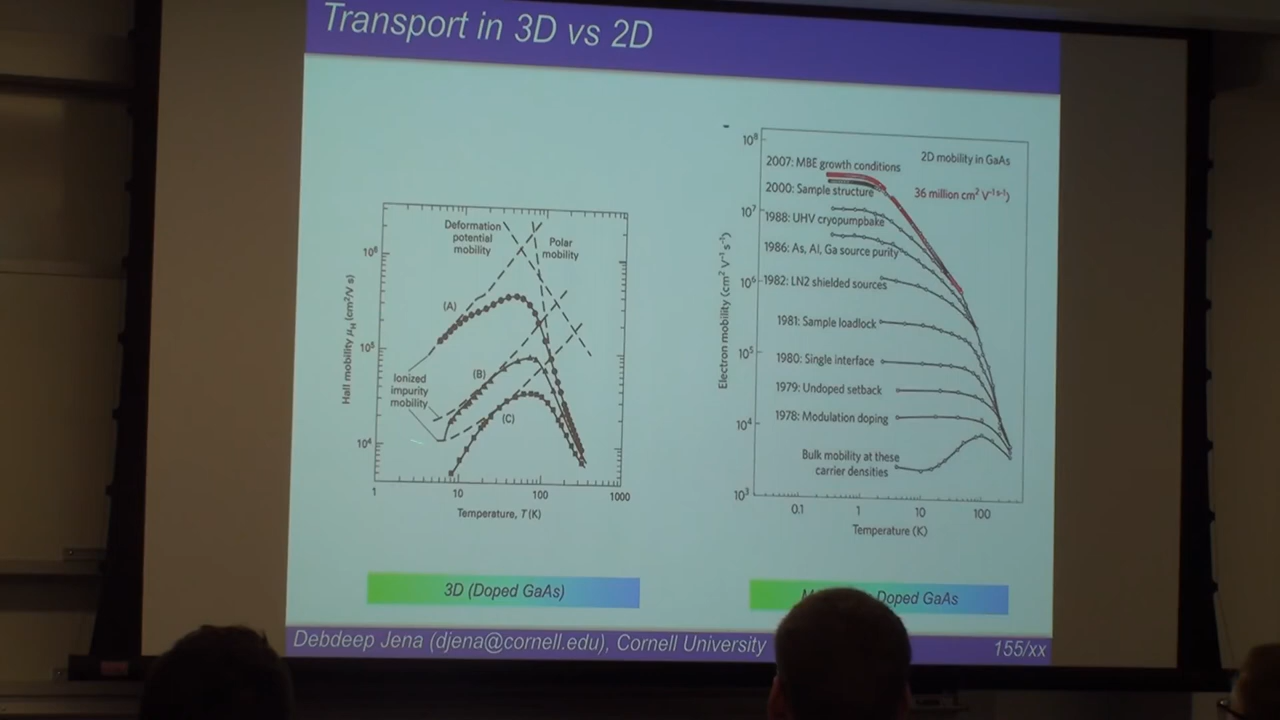 Transport in 3D vs 2D
Deformation
potential
mobility
Polar
mobility
(A)
(B)
(C)
Ionized
impurity
mobility
Hall mobility μH (cm²/V s)
10⁶
10⁵
10⁴
1
10
100
1000
Temperature, T (K)
3D (Doped GaAs)
10⁸
10⁷
10⁶
10⁵
10⁴
10³
Electron mobility (cm² V⁻¹ s⁻¹)
2D mobility in GaAs
36 million cm² V⁻¹s⁻¹)
2007: MBE growth conditions
2000: Sample structure
1988: UHV cryopumpbake
1986: As, Al, Ga source purity
1982: LN2 shielded sources
1981: Sample loadlock
1980: Single interface
1979: Undoped setback
1978: Modulation doping
Bulk mobility at these
carrier densities
0.1
1
10
100
Temperature (K)
Doped GaAs
Debdeep Jena (djena@cornell.edu), Cornell University
155/xx